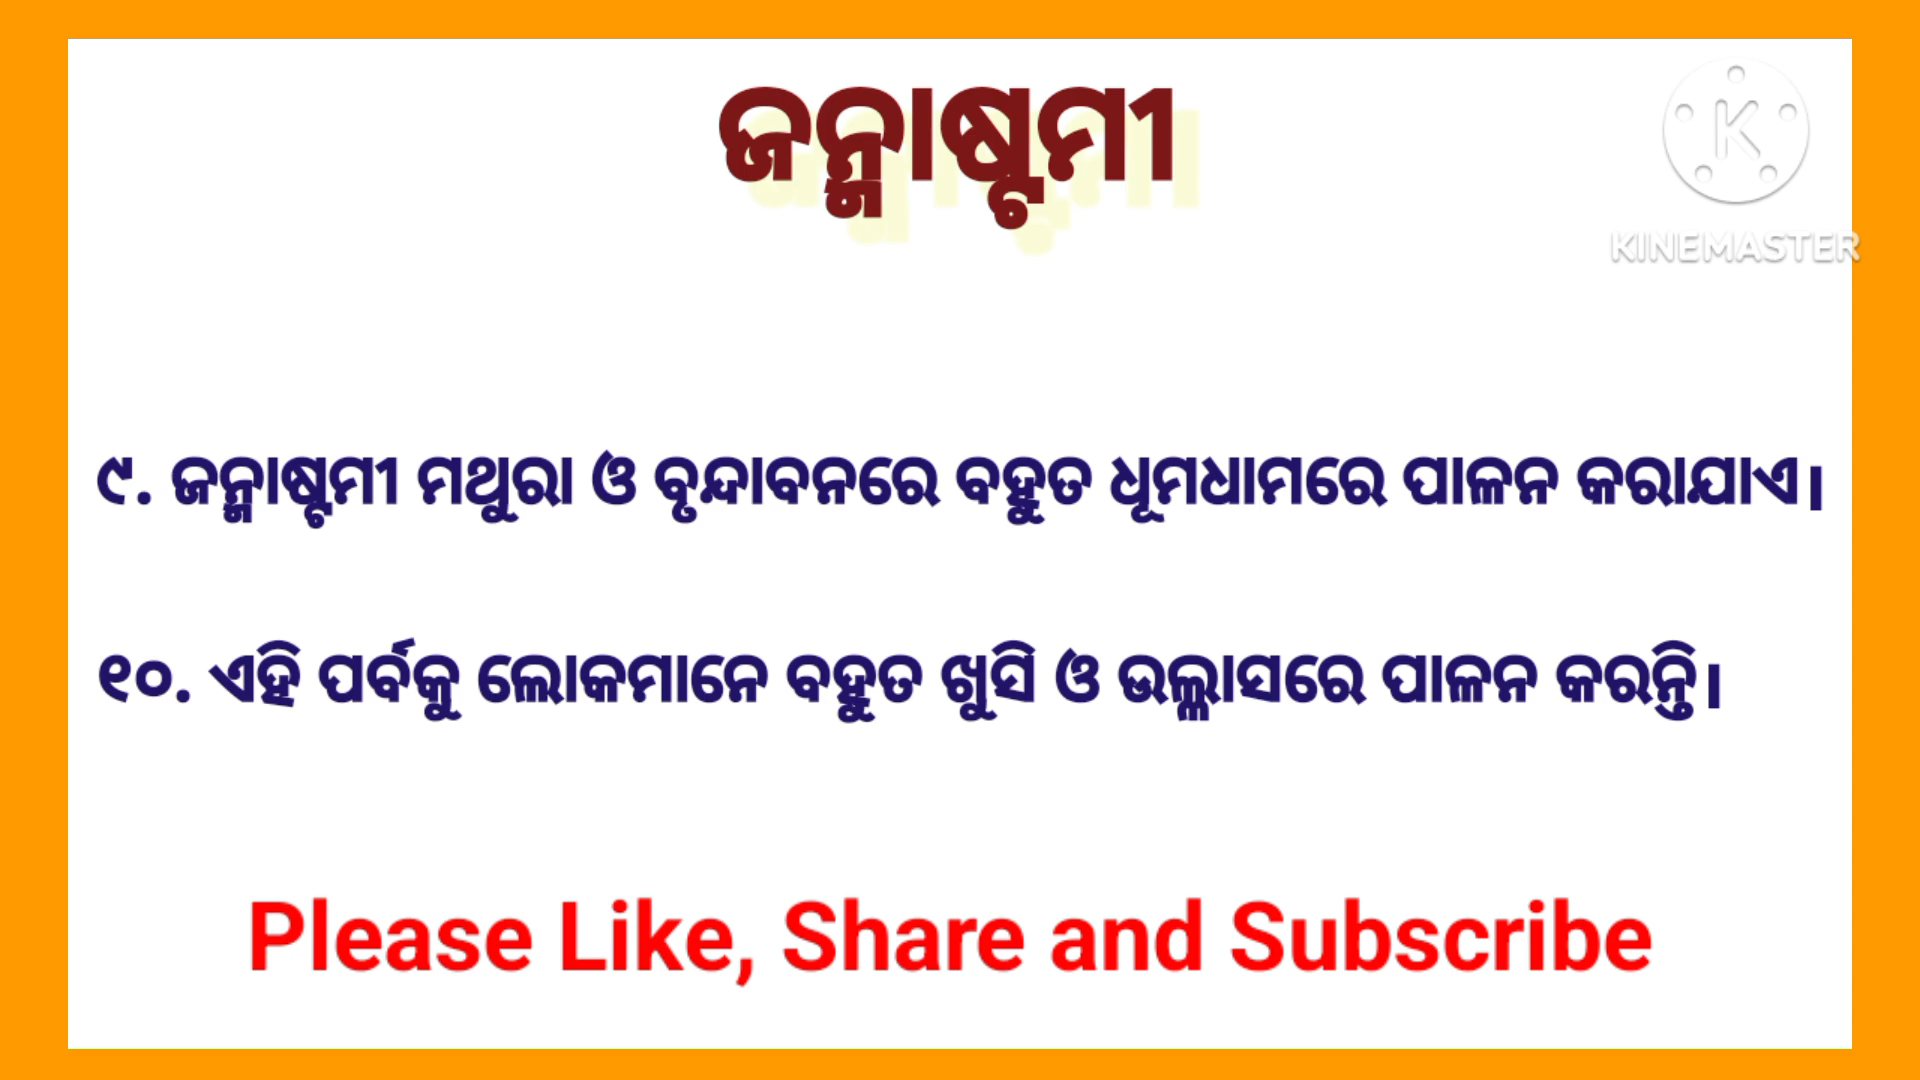 ଜନ୍ମାଷ୍ଟମୀ
K
KINEMASTER
୯. ଜନ୍ମାଷ୍ଟମୀ ମଥୁରା ଓ ବୃନ୍ଦାବନରେ ବହୁତ ଧୂମଧାମରେ ପାଳନ କରାଯାଏ।
୧୦. ଏହି ପର୍ବକୁ ଲୋକମାନେ ବହୁତ ଖୁସି ଓ ଉଲ୍ଲାସରେ ପାଳନ କରନ୍ତି।
Please Like, Share and Subscribe